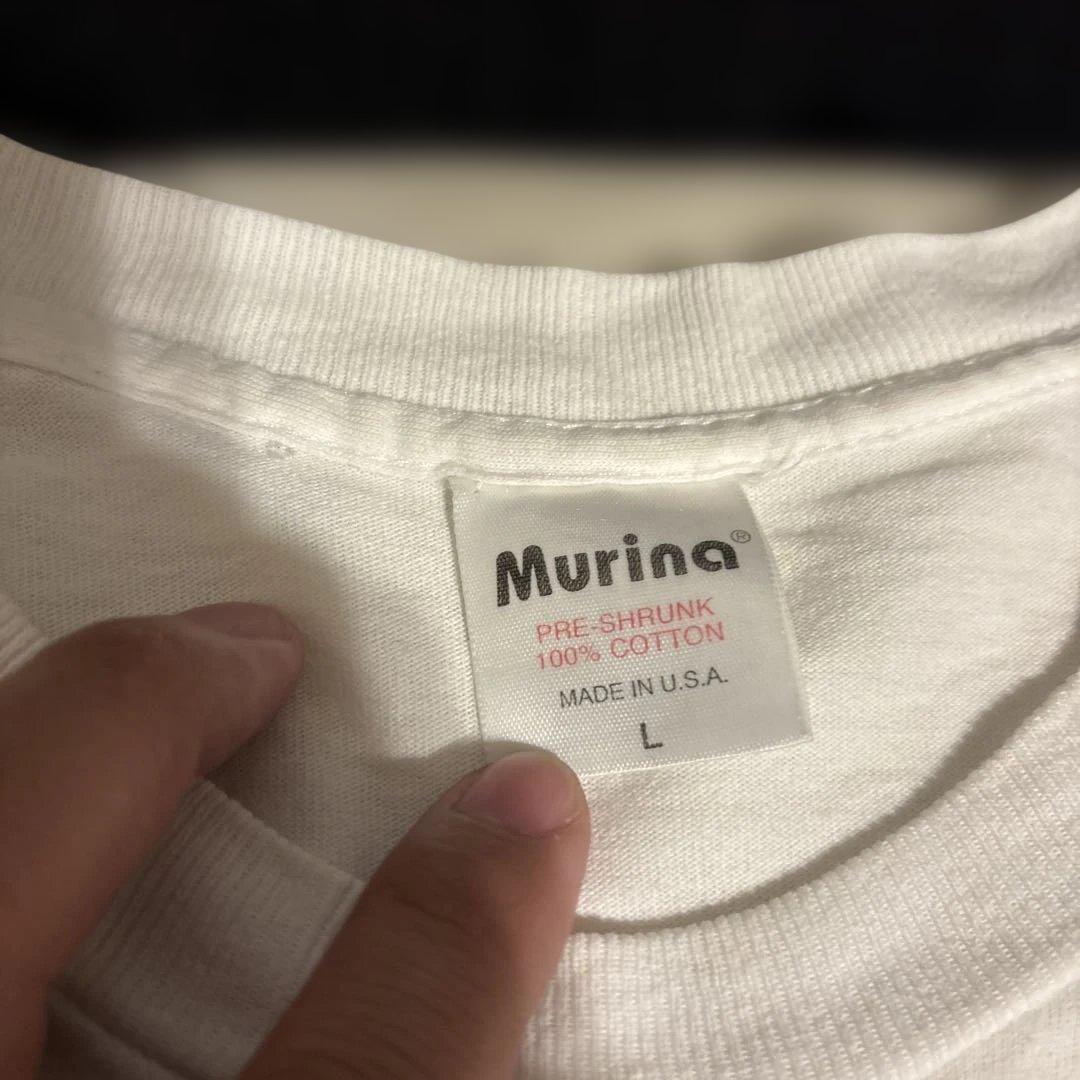 Murina®
PRE-SHRUNK
100% COTTON
MADE IN U.S.A.
L